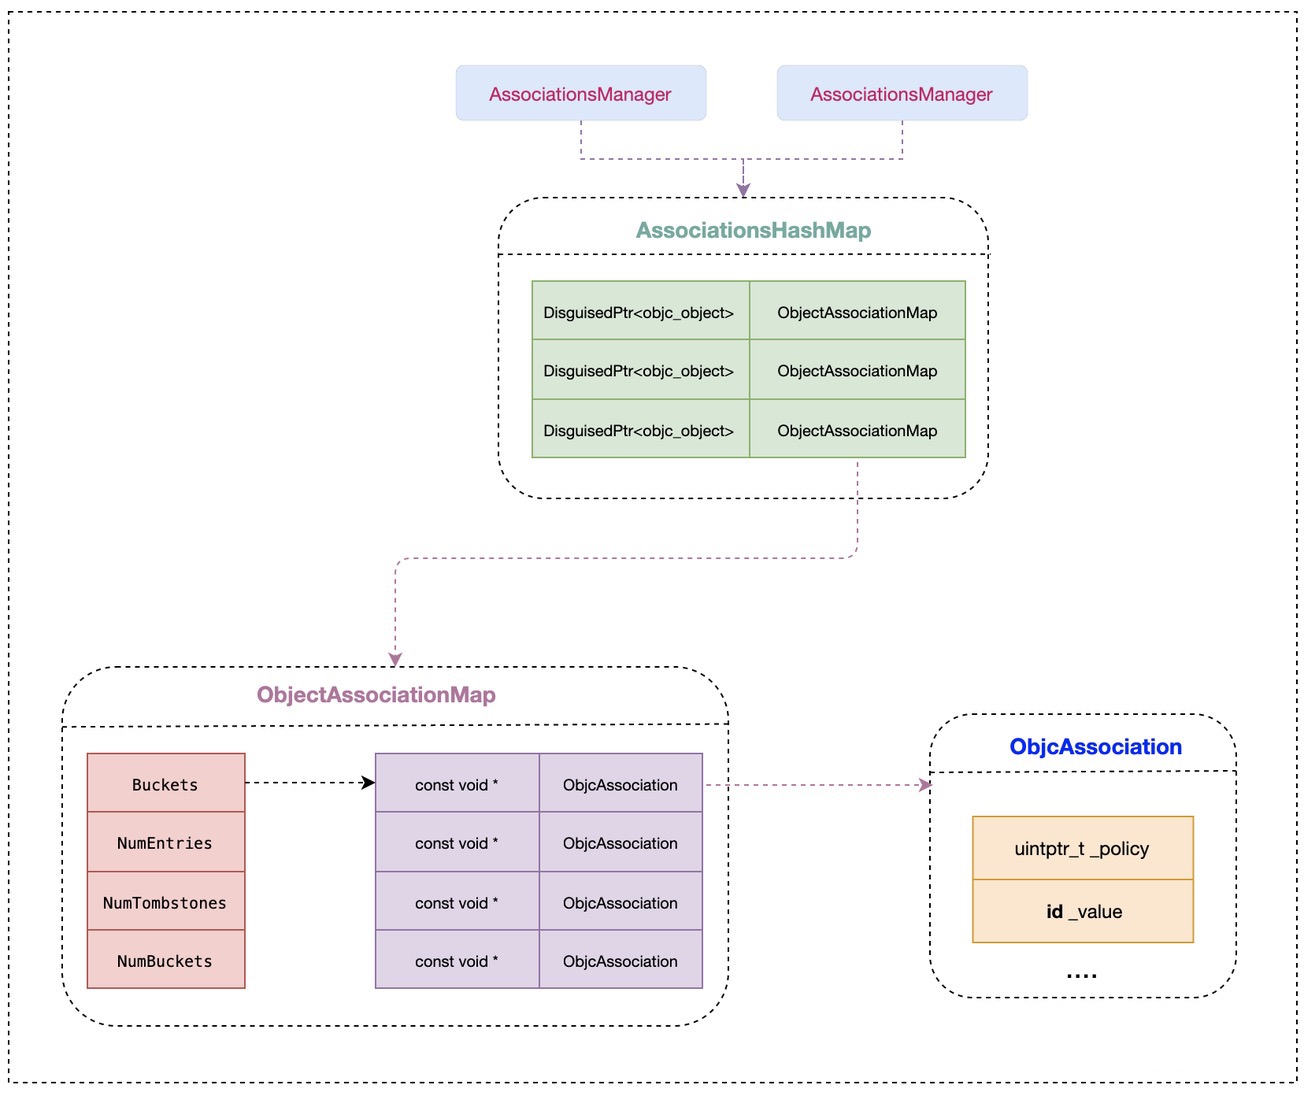 AssociationsManager
AssociationsManager
AssociationsHashMap
DisguisedPtr<objc_object>
ObjectAssociationMap
DisguisedPtr<objc_object>
ObjectAssociationMap
DisguisedPtr<objc_object>
ObjectAssociationMap
ObjectAssociationMap
Buckets
NumEntries
NumTombstones
NumBuckets
const void *
ObjcAssociation
const void *
ObjcAssociation
const void *
ObjcAssociation
const void *
ObjcAssociation
ObjcAssociation
uintptr_t _policy
id _value
....